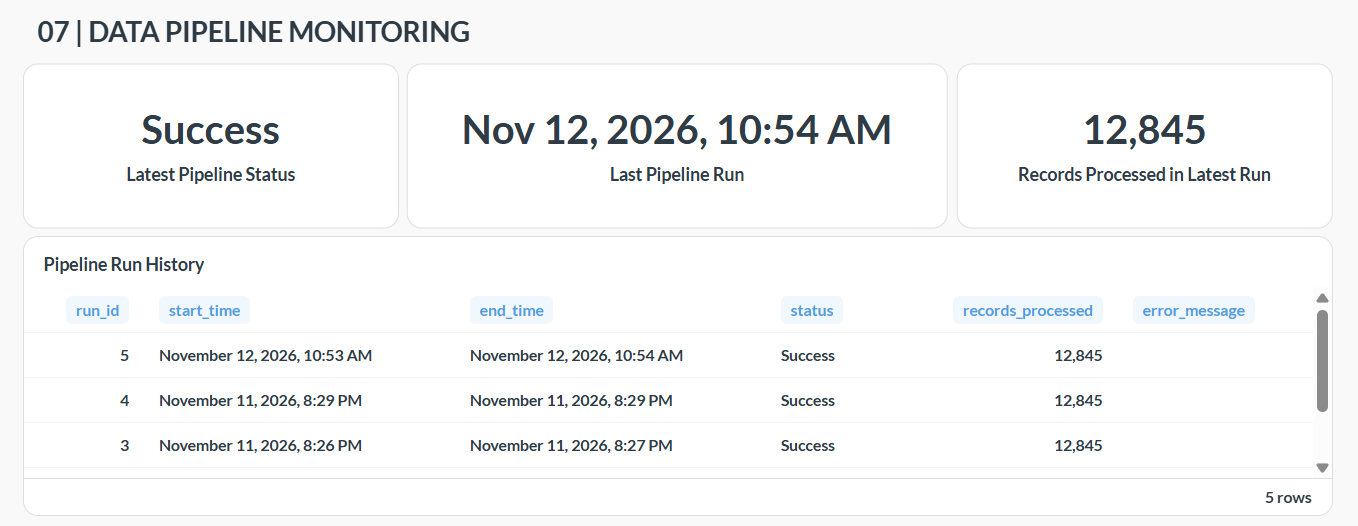 07 | DATA PIPELINE MONITORING
Success
Latest Pipeline Status
Nov 12, 2026, 10:54 AM
Last Pipeline Run
12,845
Records Processed in Latest Run
Pipeline Run History
run_id start_time end_time status records_processed error_message
5 November 12, 2026, 10:53 AM November 12, 2026, 10:54 AM Success 12,845
4 November 11, 2026, 8:29 PM November 11, 2026, 8:29 PM Success 12,845
3 November 11, 2026, 8:26 PM November 11, 2026, 8:27 PM Success 12,845
5 rows